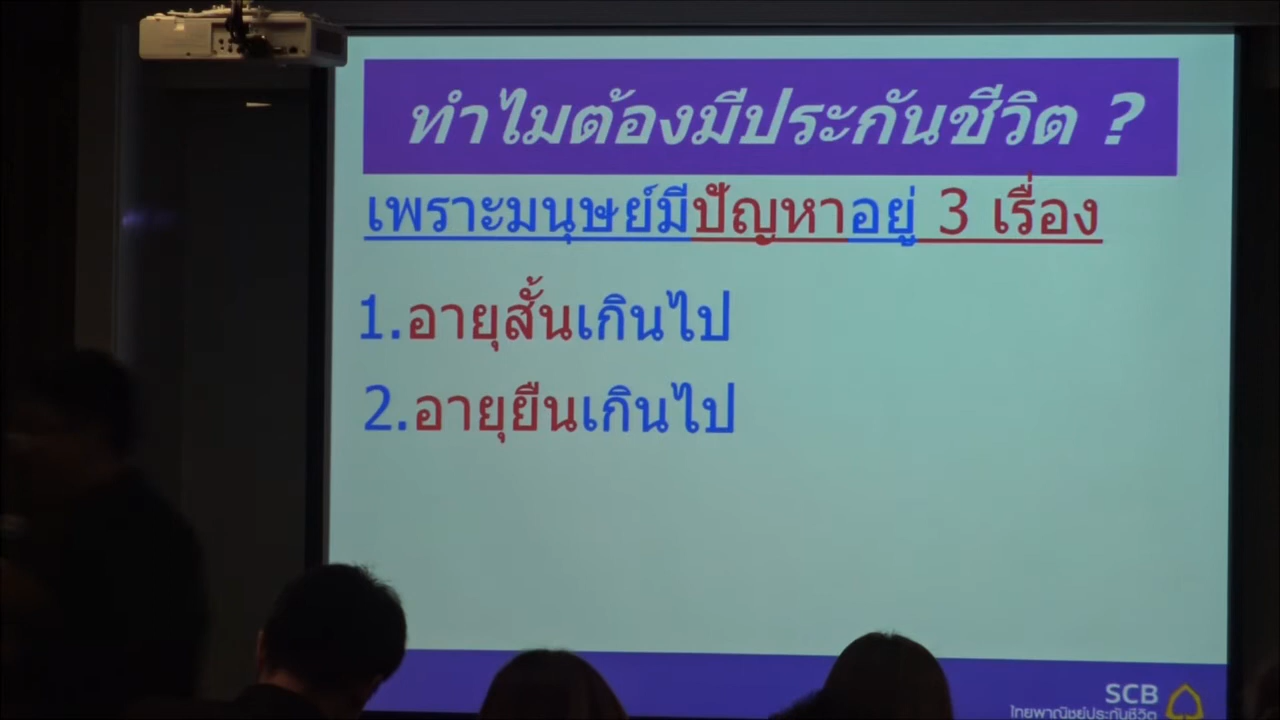 ทำไมต้องมีประกันชีวิต ?
เพราะมนุษย์มีปัญหาอยู่ 3 เรื่อง
1.อายุสั้นเกินไป
2.อายุยืนเกินไป
SCB
ไทยพาณิชย์ประกันชีวิต